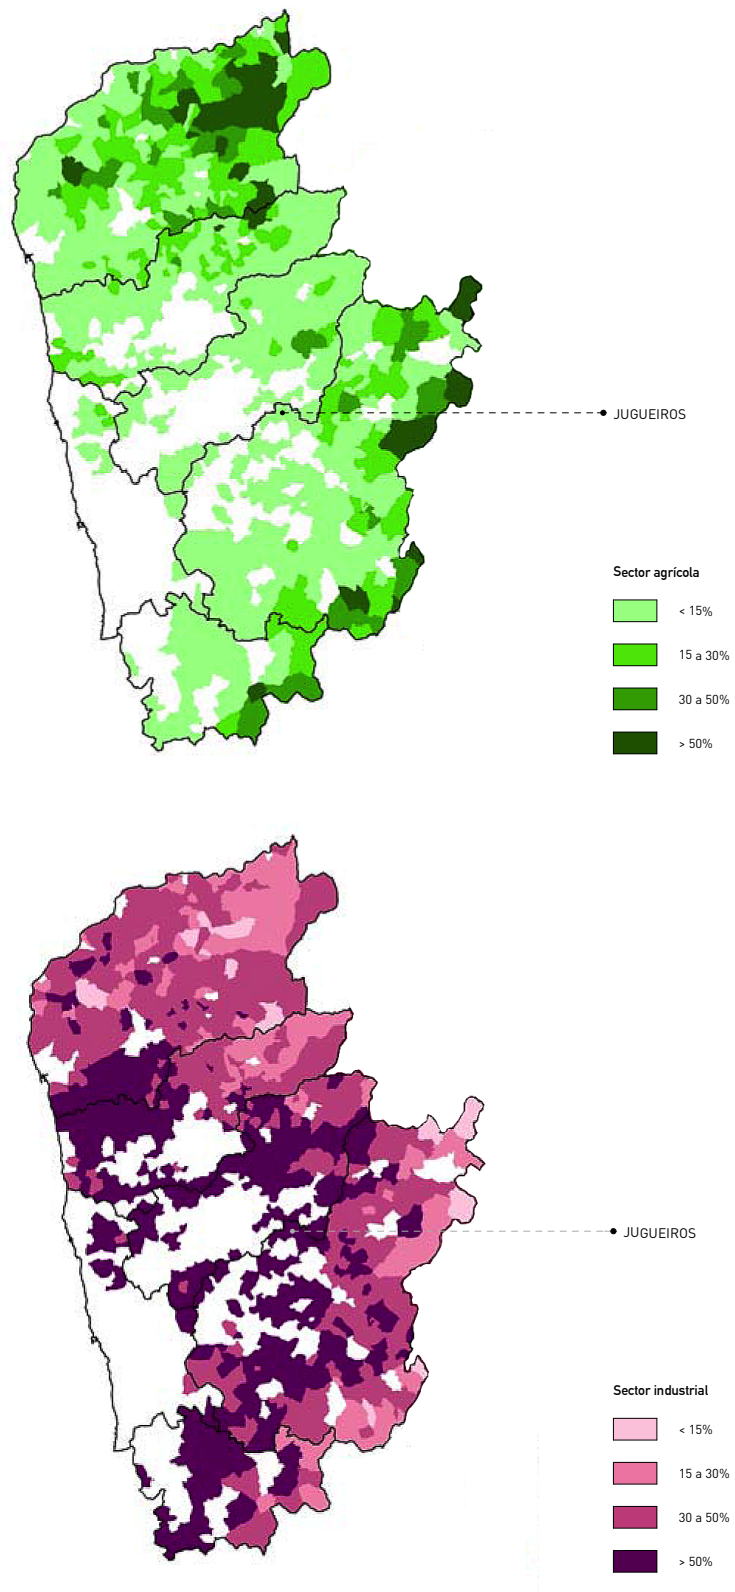 JUGUEIROS
Sector agrícola
< 15%
15 a 30%
30 a 50%
> 50%
JUGUEIROS
Sector industrial
< 15%
15 a 30%
30 a 50%
> 50%